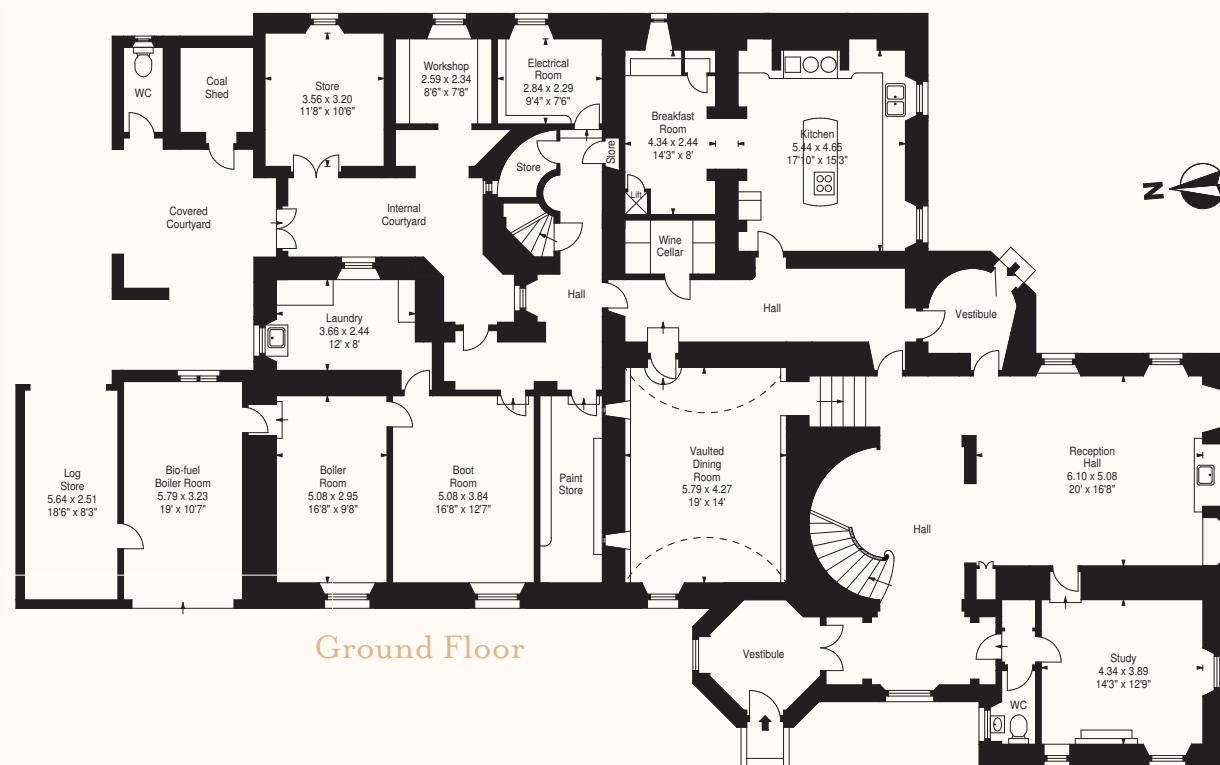 WC
Coal
Shed
Store
3.56 x 3.20
11'8" x 10'6"
Workshop
2.59 x 2.34
8'6" x 7'8"
Electrical
Room
2.84 x 2.29
9'4" x 7'6"
Breakfast
Room
4.34 x 2.44
14'3" x 8'
Kitchen
5.44 x 4.65
17'10" x 15'3"
Store
Store
Lift
N
Covered
Courtyard
Internal
Courtyard
Wine
Cellar
Hall
Hall
Vestibule
Laundry
3.66 x 2.44
12' x 8'
Log
Store
5.64 x 2.51
18'6" x 8'3"
Bio-fuel
Boiler Room
5.79 x 3.23
19' x 10'7"
Boiler
Room
5.08 x 2.95
16'8" x 9'8"
Boot
Room
5.08 x 3.84
16'8" x 12'7"
Paint
Store
Vaulted
Dining
Room
5.79 x 4.27
19' x 14'
Hall
Reception
Hall
6.10 x 5.08
20' x 16'8"
Ground Floor
Vestibule
WC
Study
4.34 x 3.89
14'3" x 12'9"